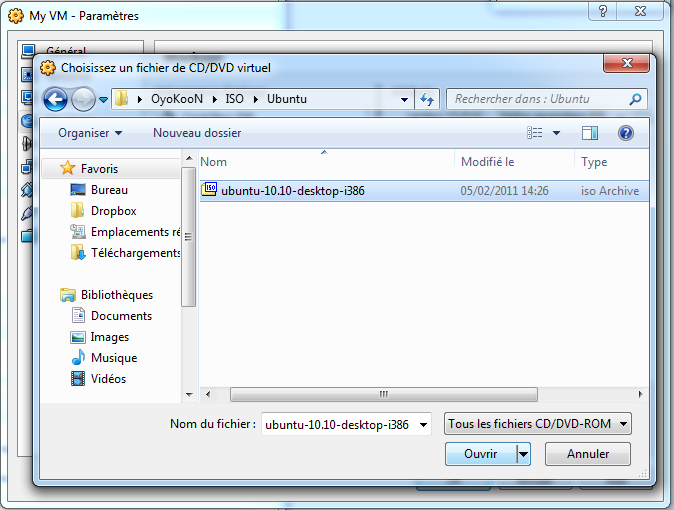 My VM - Paramètres
Général
Choisissez un fichier de CD/DVD virtuel
OyoKooN ISO Ubuntu
Rechercher dans : Ubuntu
Organiser Nouveau dossier
Favoris
Bureau
Dropbox
Emplacements ré
Téléchargements
Bibliothèques
Documents
Images
Musique
Vidéos
Nom Modifié le Type
ubuntu-10.10-desktop-i386 05/02/2011 14:26 iso Archive
Nom du fichier : ubuntu-10.10-desktop-i386 Tous les fichiers CD/DVD-ROM
Ouvrir Annuler